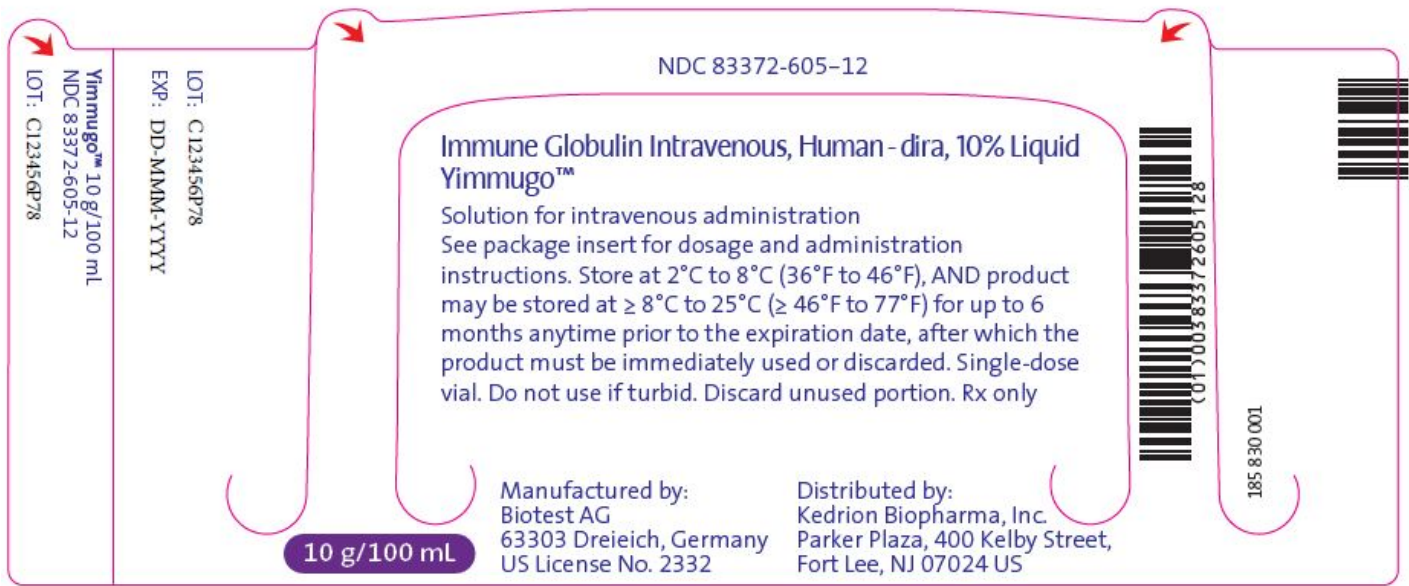 Yimmugo™ 10 g/100 mL
NDC 83372-605-12
LOT: C123456P78
LOT: C123456P78
EXP: DD-MMM-YYYY
NDC 83372-605–12
Immune Globulin Intravenous, Human - dira, 10% Liquid
Yimmugo™
Solution for intravenous administration
See package insert for dosage and administration
instructions. Store at 2°C to 8°C (36°F to 46°F), AND product
may be stored at ≥ 8°C to 25°C (≥ 46°F to 77°F) for up to 6
months anytime prior to the expiration date, after which the
product must be immediately used or discarded. Single-dose
vial. Do not use if turbid. Discard unused portion. Rx only
Manufactured by:
Biotest AG
63303 Dreieich, Germany
US License No. 2332
Distributed by:
Kedrion Biopharma, Inc.
Parker Plaza, 400 Kelby Street,
Fort Lee, NJ 07024 US
10 g/100 mL
(01)00383372605128
185 830 001